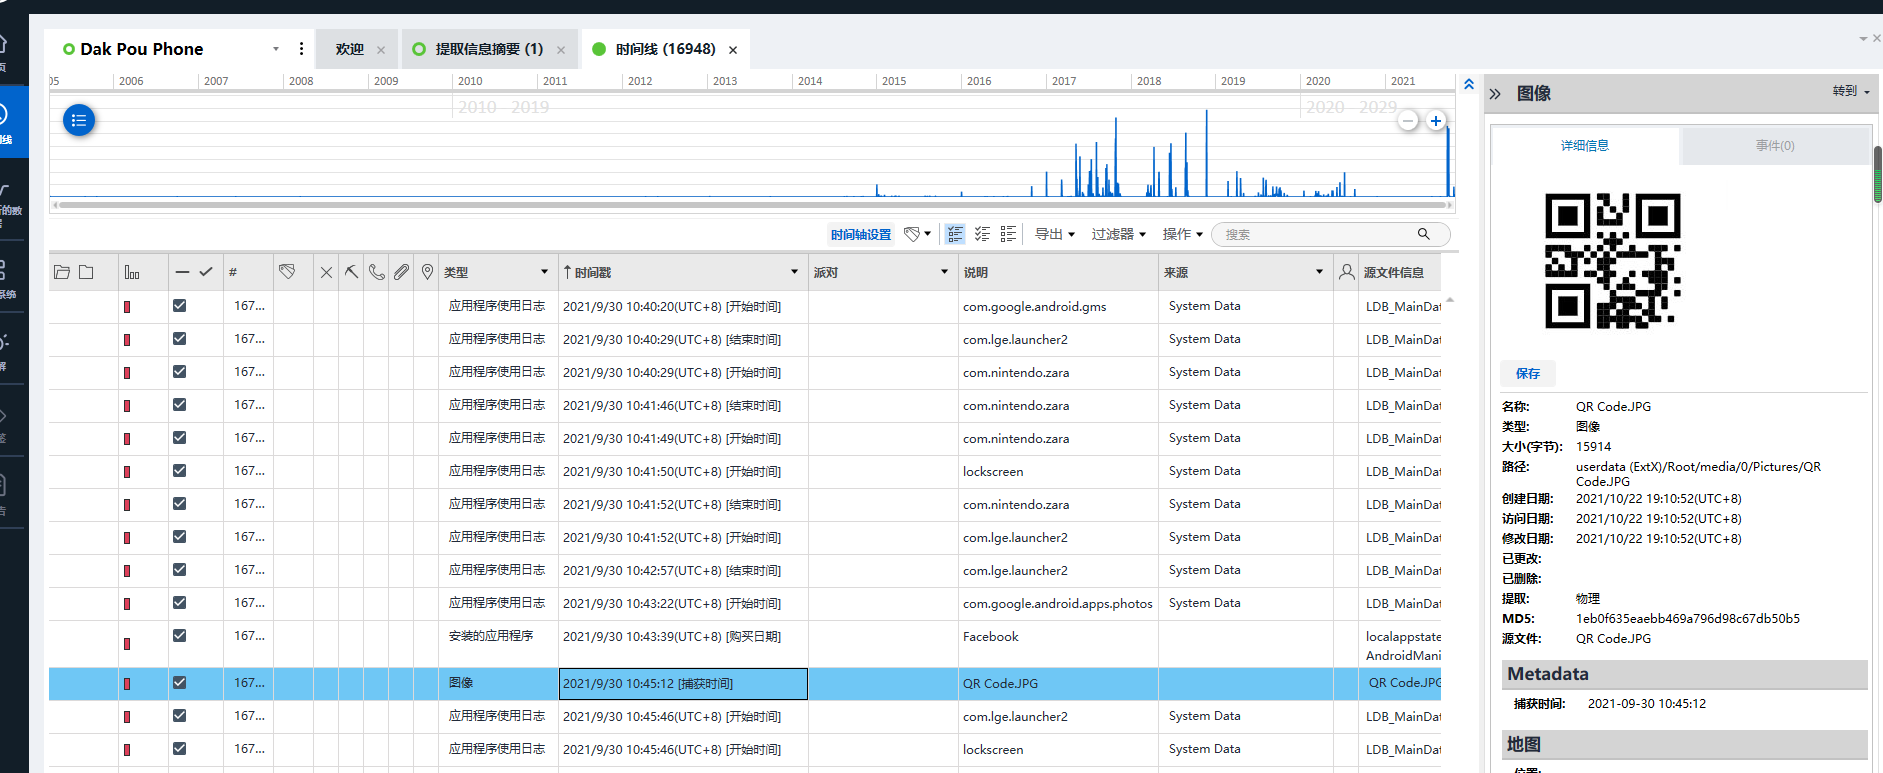 Dak Pou Phone
欢迎
提取信息摘要 (1)
时间线 (16948)
05 2006 2007 2008 2009 2010 2011 2012 2013 2014 2015 2016 2017 2018 2019 2020 2021
2010 2019 2020 2029
时间轴设置 导出 过滤器 操作 搜索
# 类型 时间戳 派对 说明 来源 源文件信息
167... 应用程序使用日志 2021/9/30 10:40:20(UTC+8) [开始时间] com.google.android.gms System Data LDB_MainDat
167... 应用程序使用日志 2021/9/30 10:40:29(UTC+8) [结束时间] com.lge.launcher2 System Data LDB_MainDat
167... 应用程序使用日志 2021/9/30 10:40:29(UTC+8) [开始时间] com.nintendo.zara System Data LDB_MainDat
167... 应用程序使用日志 2021/9/30 10:41:46(UTC+8) [结束时间] com.nintendo.zara System Data LDB_MainDat
167... 应用程序使用日志 2021/9/30 10:41:49(UTC+8) [开始时间] com.nintendo.zara System Data LDB_MainDat
167... 应用程序使用日志 2021/9/30 10:41:50(UTC+8) [开始时间] lockscreen System Data LDB_MainDat
167... 应用程序使用日志 2021/9/30 10:41:52(UTC+8) [结束时间] com.nintendo.zara System Data LDB_MainDat
167... 应用程序使用日志 2021/9/30 10:41:52(UTC+8) [开始时间] com.lge.launcher2 System Data LDB_MainDat
167... 应用程序使用日志 2021/9/30 10:42:57(UTC+8) [结束时间] com.lge.launcher2 System Data LDB_MainDat
167... 应用程序使用日志 2021/9/30 10:43:22(UTC+8) [开始时间] com.google.android.apps.photos System Data LDB_MainDat
167... 安装的应用程序 2021/9/30 10:43:39(UTC+8) [购买日期] Facebook localappstate
AndroidMani
167... 图像 2021/9/30 10:45:12 [捕获时间] QR Code.JPG QR Code.JPG
167... 应用程序使用日志 2021/9/30 10:45:46(UTC+8) [开始时间] com.lge.launcher2 System Data LDB_MainDat
167... 应用程序使用日志 2021/9/30 10:45:46(UTC+8) [开始时间] lockscreen System Data LDB_MainDat
图像 转到
详细信息 事件(0)
保存
名称: QR Code.JPG
类型: 图像
大小(字节): 15914
路径: userdata (ExtX)/Root/media/0/Pictures/QR
Code.JPG
创建日期: 2021/10/22 19:10:52(UTC+8)
访问日期: 2021/10/22 19:10:52(UTC+8)
修改日期: 2021/10/22 19:10:52(UTC+8)
已更改:
已删除:
提取: 物理
MD5: 1eb0f635eaebb469a796d98c67db50b5
源文件: QR Code.JPG
Metadata
捕获时间: 2021-09-30 10:45:12
地图